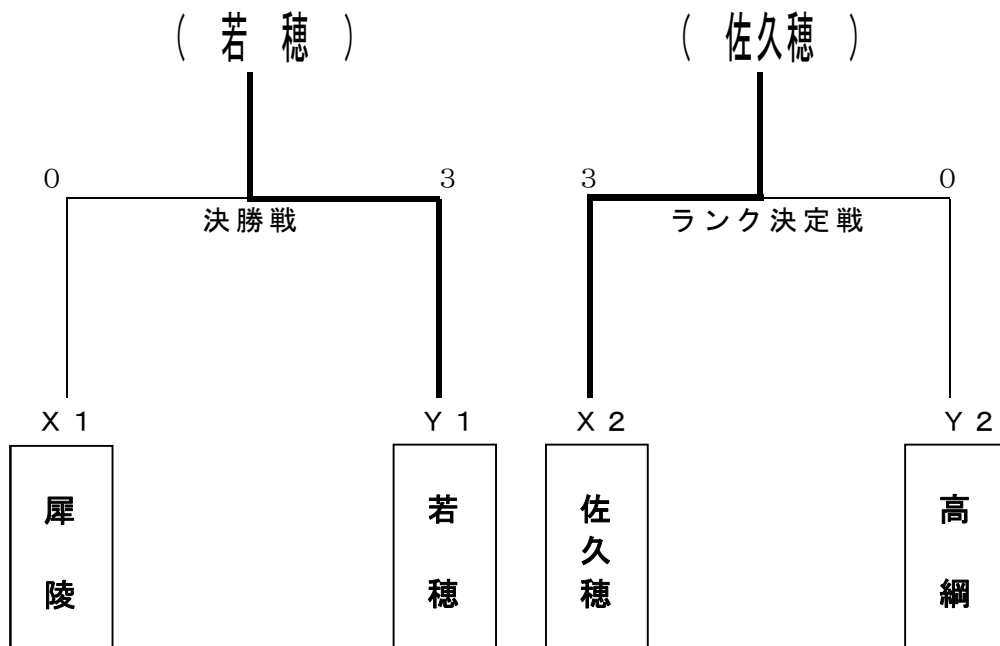 ( 若 穂 )
( 佐久穂 )
0
3
3
0
決勝戦
ランク決定戦
X 1
Y 1
X 2
Y 2
犀陵
若穂
佐久穂
高綱